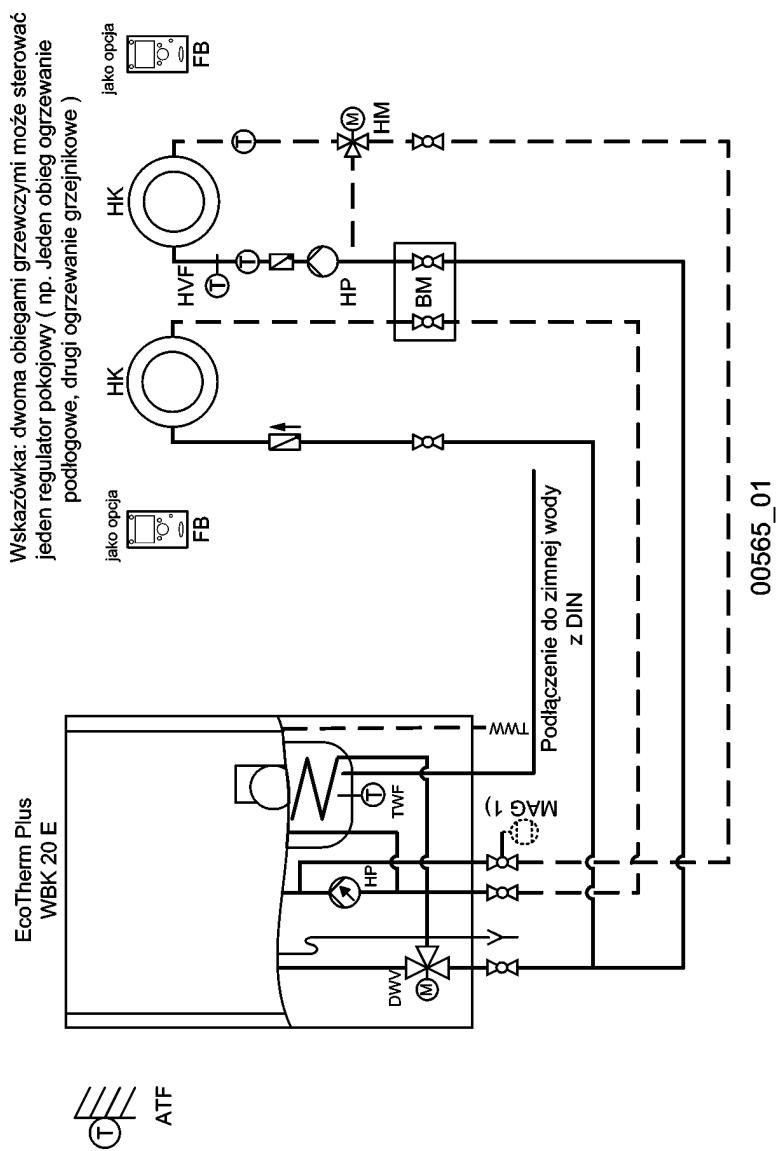 Wskazówka: dwoma obiegami grzewczymi może sterować
jeden regulator pokojowy ( np. Jeden obieg ogrzewanie
podłogowe, drugi ogrzewanie grzejnikowe )
jako opcja
FB
jako opcja
FB
HK
HK
HVF
T
T
T
HP
M
HM
BM
EcoTherm Plus
WBK 20 E
TWW
T
TWF
HP
DWV
M
MAG 1)
Podłączenie do zimnej wody
z DIN
T
ATF
00565_01